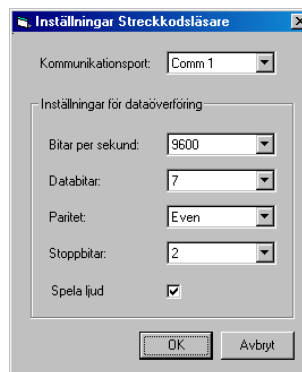 Inställningar Streckkodsläsare
Kommunikationsport: Comm 1
Inställningar för dataöverföring
Bitar per sekund: 9600
Databitar: 7
Paritet: Even
Stoppbitar: 2
Spela ljud
OK Avbryt